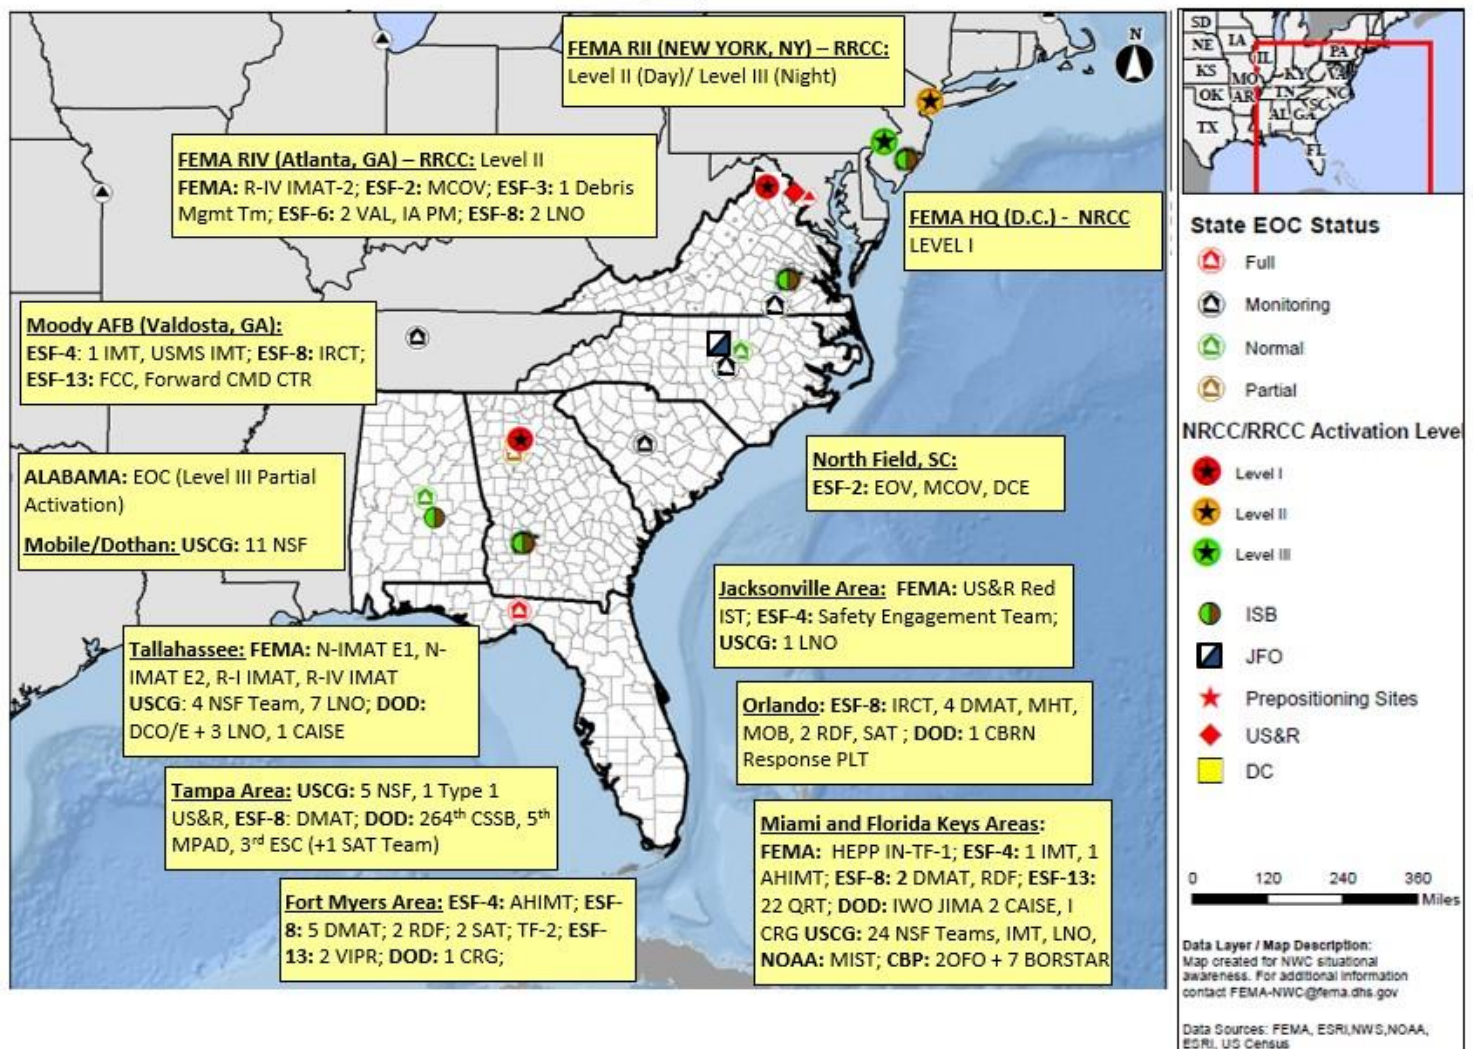 FEMA RII (NEW YORK, NY) – RRCC:
Level II (Day)/ Level III (Night)
N
FEMA RIV (Atlanta, GA) – RRCC: Level II
FEMA: R-IV IMAT-2; ESF-2: MCOV; ESF-3: 1 Debris
Mgmt Tm; ESF-6: 2 VAL, IA PM; ESF-8: 2 LNO
FEMA HQ (D.C.) - NRCC
LEVEL I
Moody AFB (Valdosta, GA):
ESF-4: 1 IMT, USMS IMT; ESF-8: IRCT;
ESF-13: FCC, Forward CMD CTR
ALABAMA: EOC (Level III Partial
Activation)
Mobile/Dothan: USCG: 11 NSF
North Field, SC:
ESF-2: EOV, MCOV, DCE
Jacksonville Area: FEMA: US&R Red
IST; ESF-4: Safety Engagement Team;
USCG: 1 LNO
Tallahassee: FEMA: N-IMAT E1, N-
IMAT E2, R-I IMAT, R-IV IMAT
USCG: 4 NSF Team, 7 LNO; DOD:
DCO/E + 3 LNO, 1 CAISE
Orlando: ESF-8: IRCT, 4 DMAT, MHT,
MOB, 2 RDF, SAT ; DOD: 1 CBRN
Response PLT
Tampa Area: USCG: 5 NSF, 1 Type 1
US&R, ESF-8: DMAT; DOD: 264th CSSB, 5th
MPAD, 3rd ESC (+1 SAT Team)
Miami and Florida Keys Areas:
FEMA: HEPP IN-TF-1; ESF-4: 1 IMT, 1
AHIMT; ESF-8: 2 DMAT, RDF; ESF-13:
22 QRT; DOD: IWO JIMA 2 CAISE, I
CRG USCG: 24 NSF Teams, IMT, LNO,
NOAA: MIST; CBP: 2OFO + 7 BORSTAR
Fort Myers Area: ESF-4: AHIMT; ESF-
8: 5 DMAT; 2 RDF; 2 SAT; TF-2; ESF-
13: 2 VIPR; DOD: 1 CRG;
SD
NE IA IL PA
KS MO KY VA
OK AR TN NC
TX AL GA SC
FL
State EOC Status
Full
Monitoring
Normal
Partial
NRCC/RRCC Activation Level
Level I
Level II
Level III
ISB
JFO
Prepositioning Sites
US&R
DC
0 120 240 360
Miles
Data Layer / Map Description:
Map created for NWC situational
awareness. For additional information
contact FEMA-NWC@fema.dhs.gov
Data Sources: FEMA, ESRI,NWS,NOAA,
ESRI, US Census